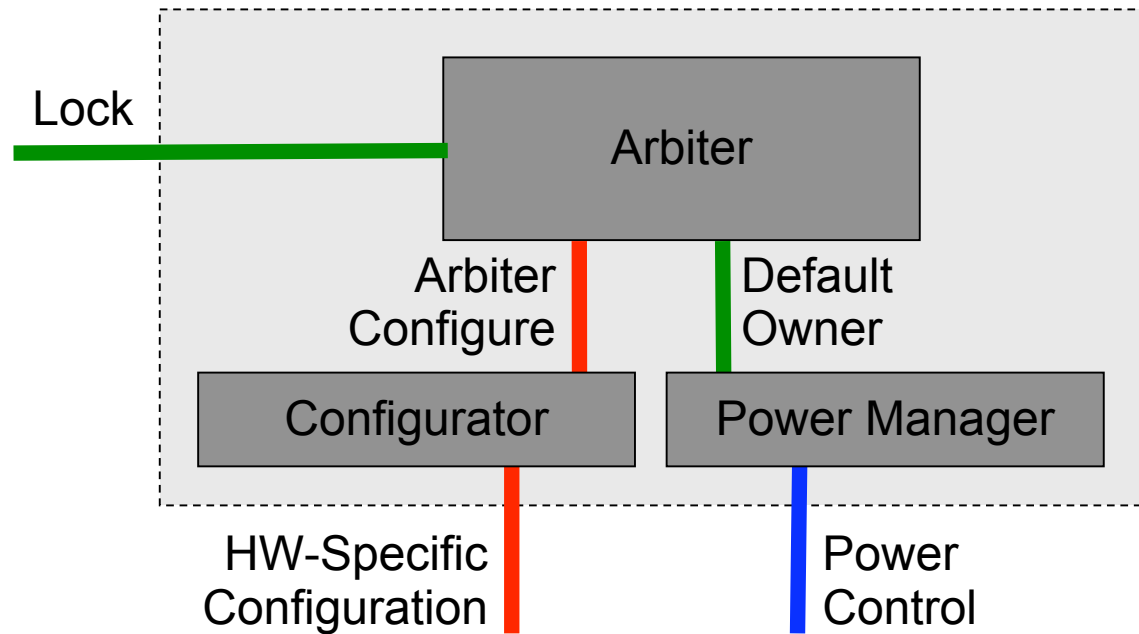 Lock
Arbiter
Arbiter
Configure
Default
Owner
Configurator
Power Manager
HW-Specific
Configuration
Power
Control